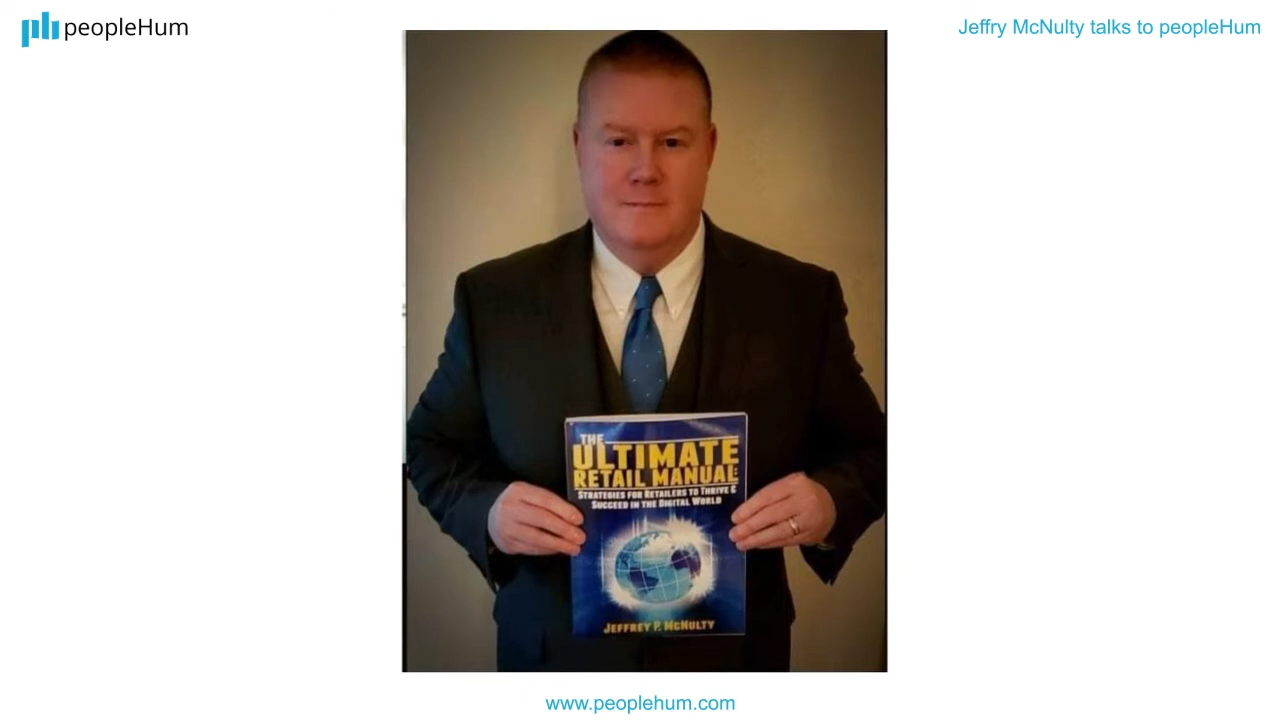 peopleHum
Jeffry McNulty talks to peopleHum
THE
ULTIMATE
RETAIL MANUAL:
STRATEGIES FOR RETAILERS TO THRIVE &
SUCCEED IN THE DIGITAL WORLD
JEFFREY P. MCNULTY
www.peoplehum.com